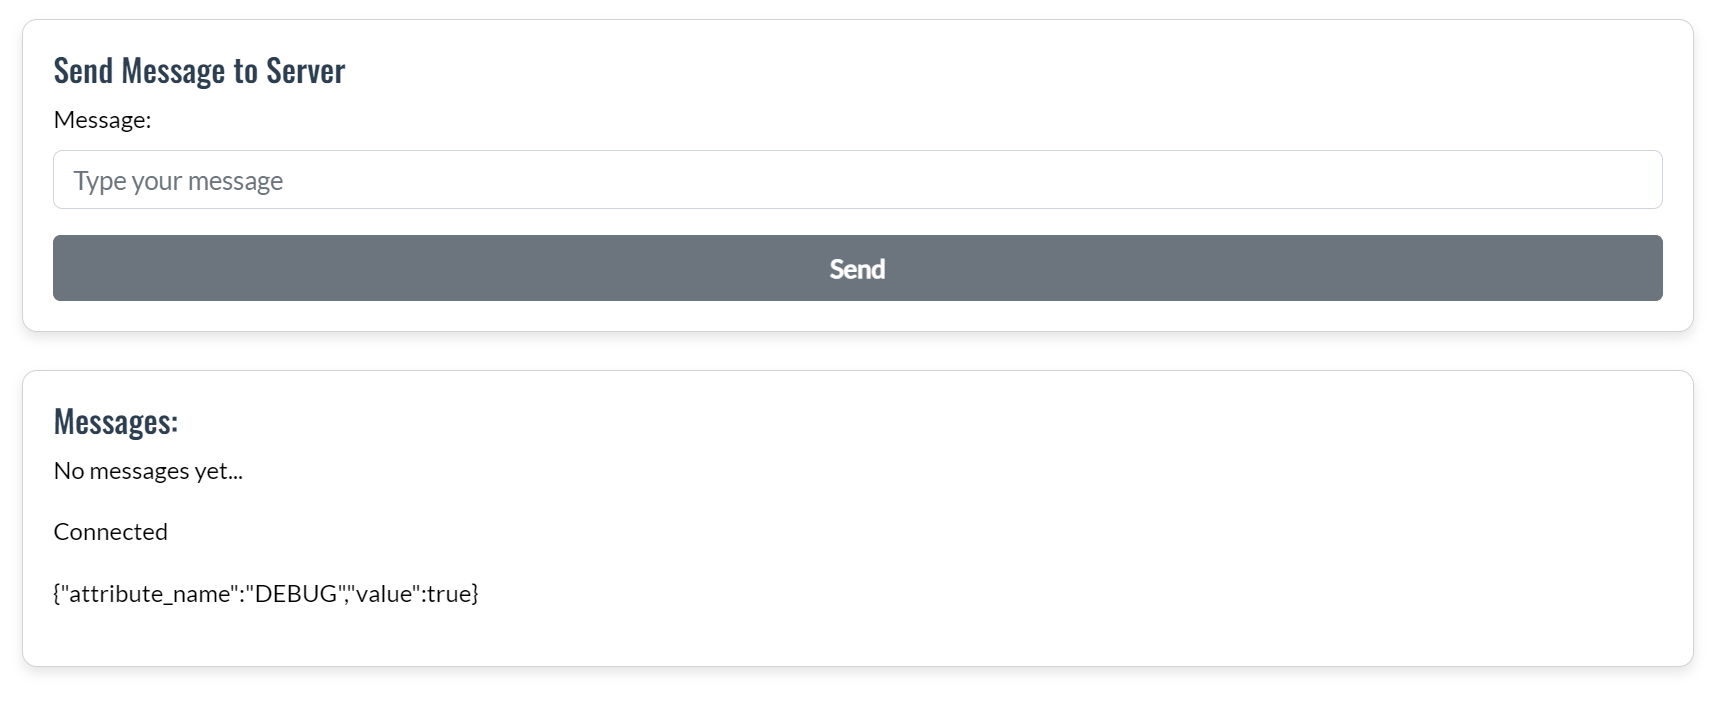 Send Message to Server
Message:
Type your message
Send
Messages:
No messages yet...
Connected
{"attribute_name":"DEBUG","value":true}